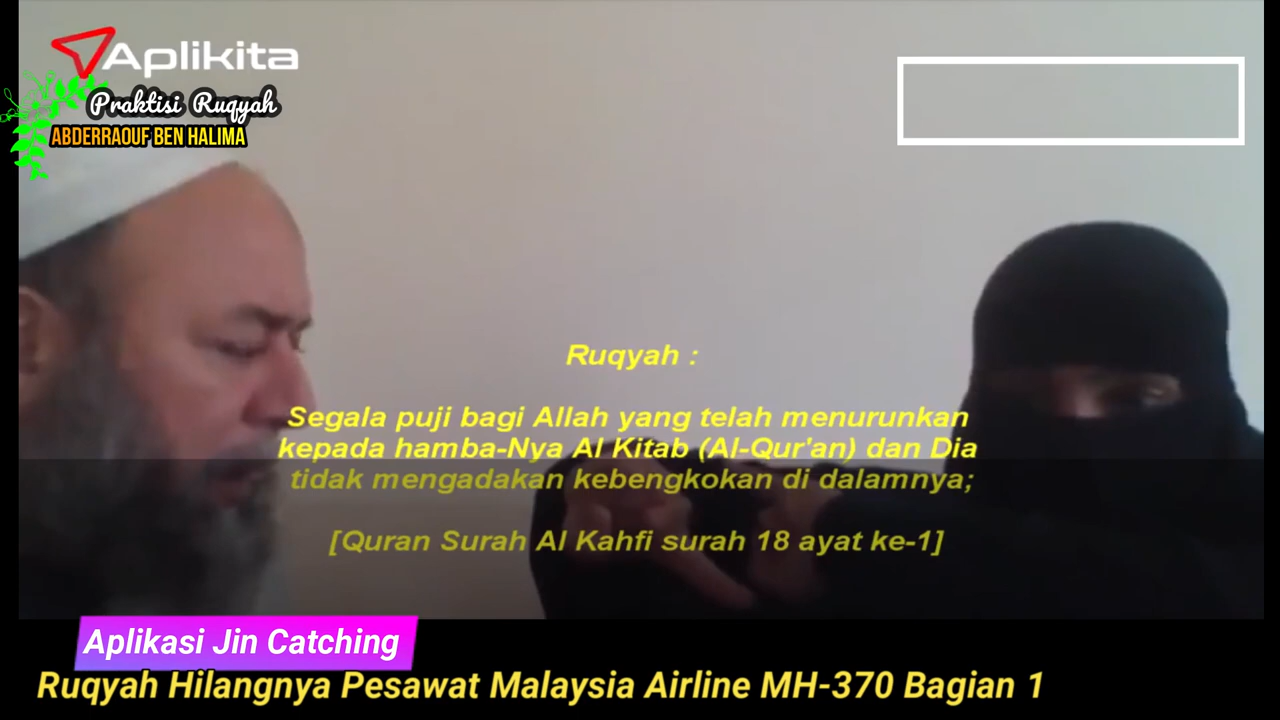 Aplikita
Praktisi Ruqyah
ABDERRAOUF BEN HALIMA
Ruqyah :
Segala puji bagi Allah yang telah menurunkan
kepada hamba-Nya Al Kitab (Al-Qur'an) dan Dia
tidak mengadakan kebengkokan di dalamnya;
[Quran Surah Al Kahfi surah 18 ayat ke-1]
Aplikasi Jin Catching
Ruqyah Hilangnya Pesawat Malaysia Airline MH-370 Bagian 1